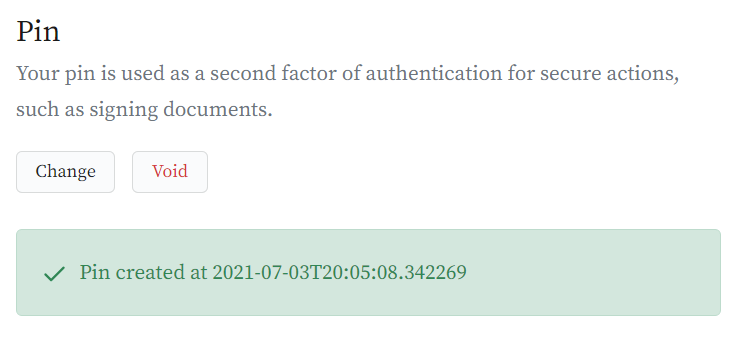 Pin
Your pin is used as a second factor of authentication for secure actions,
such as signing documents.
Change Void
Pin created at 2021-07-03T20:05:08.342269